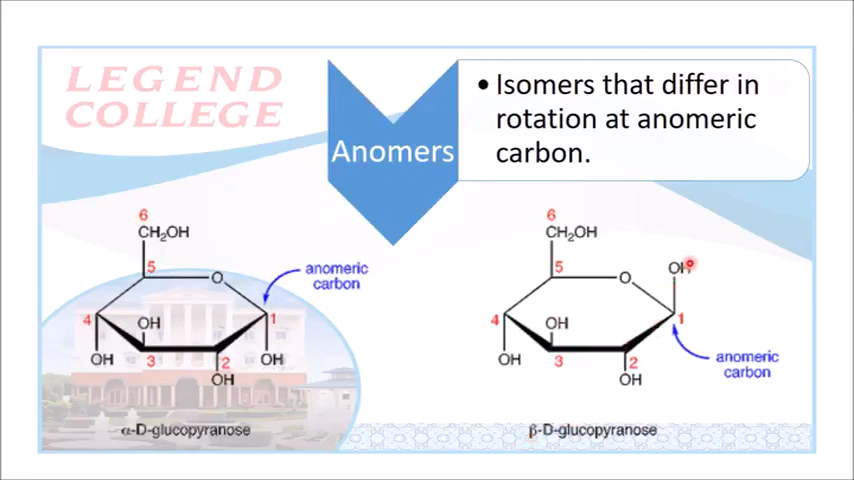 LEGEND
COLLEGE
Anomers
• Isomers that differ in
rotation at anomeric
carbon.
6
CH₂OH
5
O
anomeric
carbon
4
OH
1
OH
3
2
OH
OH
α-D-glucopyranose
6
CH₂OH
5
O
OH
4
OH
1
OH
3
2
OH
anomeric
carbon
β-D-glucopyranose